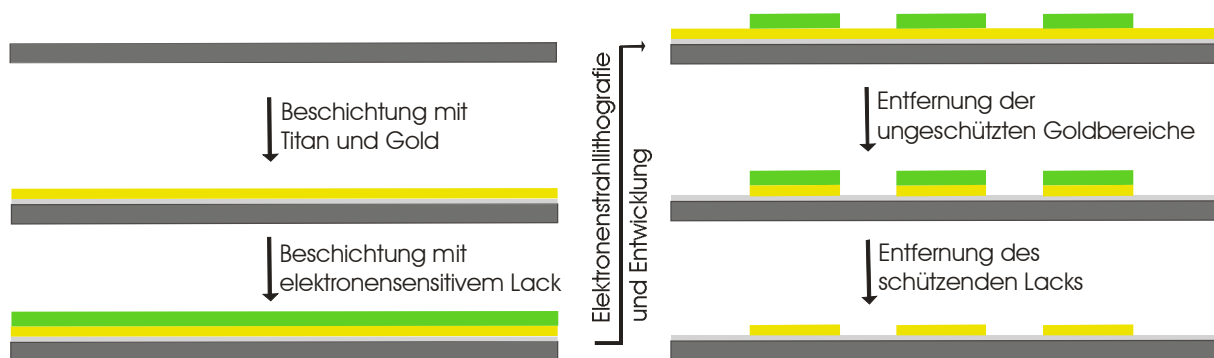 Beschichtung mit
Titan und Gold
Beschichtung mit
elektronensensitivem Lack
Elektronenstrahllithografie
und Entwicklung
Entfernung der
ungeschützten Goldbereiche
Entfernung des
schützenden Lacks